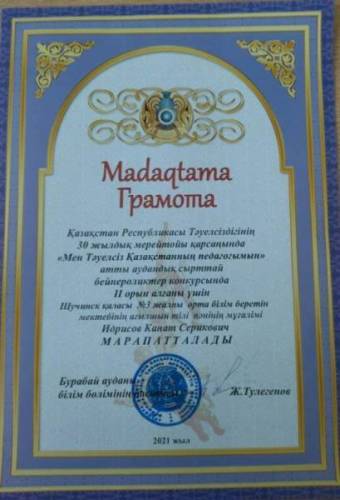 Madaqtama
Грамота
Қазақстан Республикасы Тәуелсіздігінің
30 жылдық мерейтойы қарсаңында
«Мен Тәуелсіз Қазақстанның педагогымын»
атты аудандық сырттай
бейнероликтер конкурсында
ІІ орын алғаны үшін
Щучинск қаласы №3 жалпы орта білім беретін
мектебінің ағылшын тілі пәнінің мұғалімі
Идрисов Канат Серикович
МАРАПАТТАЛАДЫ
Бурабай ауданы
білім бөлімінің
Ж.Тулегенов
2021 жыл